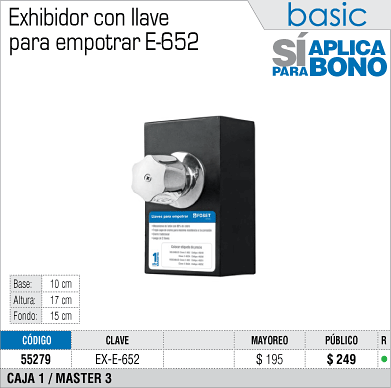 Exhibidor con llave
para empotrar E-652
basic
SÍ APLICA
PARA BONO
Llaves para empotrar FOSET
Base: 10 cm
Altura: 17 cm
Fondo: 15 cm
CÓDIGO CLAVE MAYOREO PÚBLICO R
55279 EX-E-652 $ 195 $ 249
CAJA 1 / MASTER 3